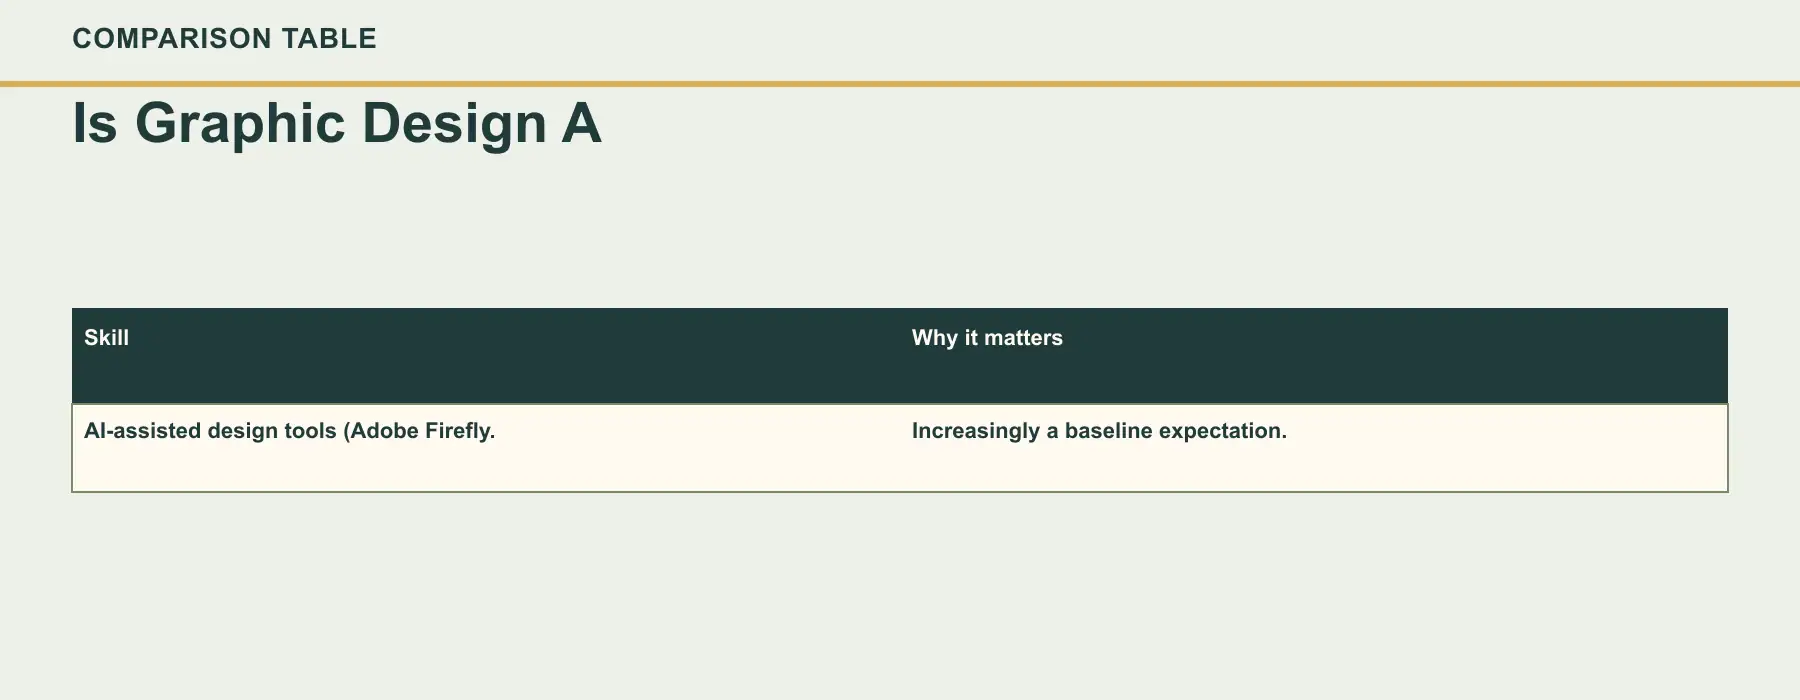 COMPARISON TABLE
Is Graphic Design A
Skill Why it matters
AI-assisted design tools (Adobe Firefly. Increasingly a baseline expectation.